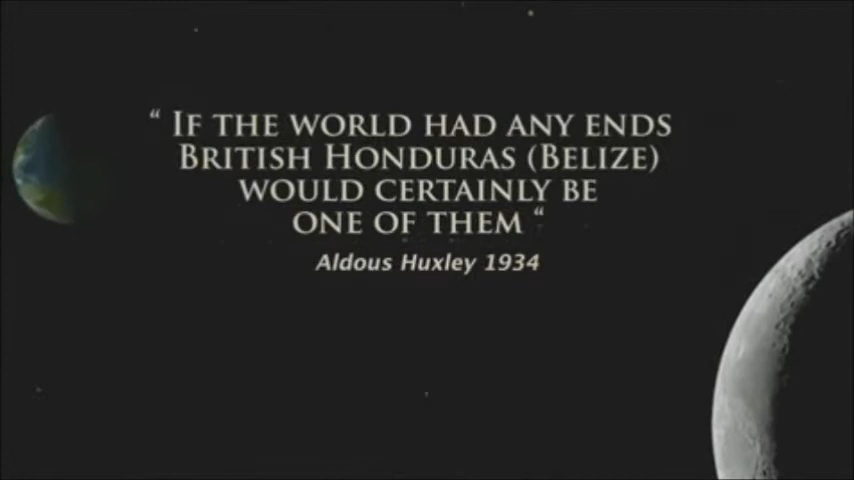 “ IF THE WORLD HAD ANY ENDS
BRITISH HONDURAS (BELIZE)
WOULD CERTAINLY BE
ONE OF THEM “
Aldous Huxley 1934